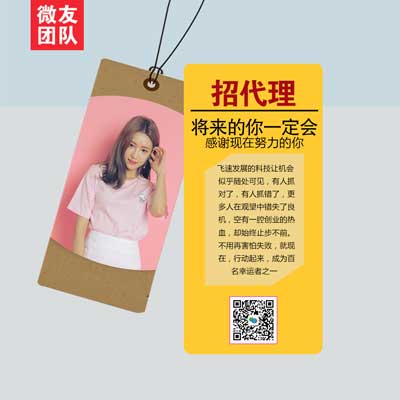 微友
团队
招代理
将来的你一定会
感谢现在努力的你
飞速发展的科技让机会
似乎随处可见，有人抓
对了，有人抓错了，更
多人在观望中错失了良
机，空有一腔创业的热
血，却始终止步不前。
不用再害怕失败，就现
在，行动起来，成为百
名幸运者之一